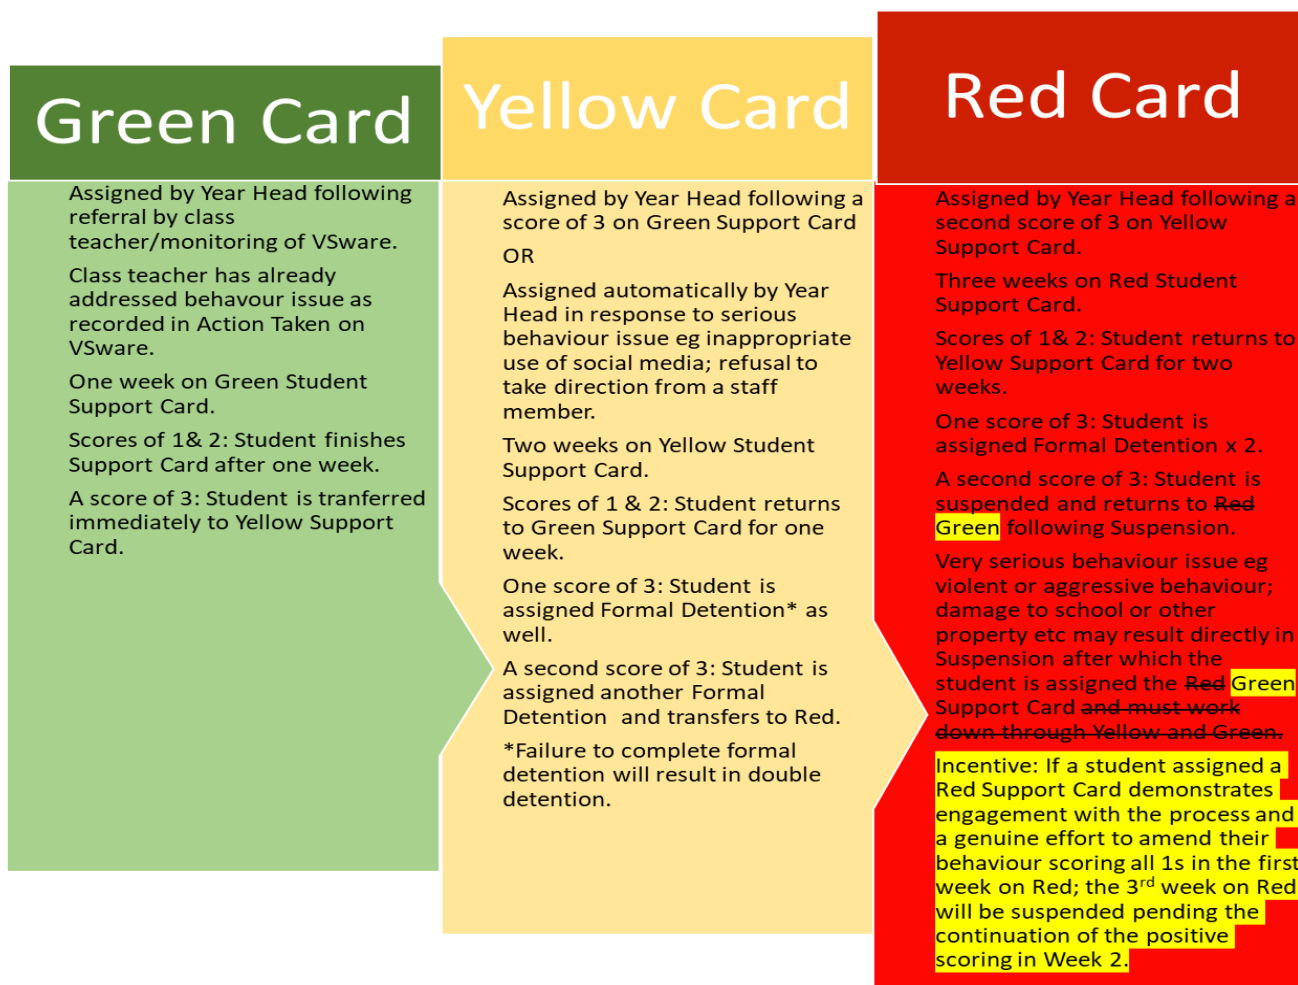 Green Card
Assigned by Year Head following
referral by class
teacher/monitoring of VSware.
Class teacher has already
addressed behavour issue as
recorded in Action Taken on
VSware.
One week on Green Student
Support Card.
Scores of 1& 2: Student finishes
Support Card after one week.
A score of 3: Student is tranferred
immediately to Yellow Support
Card.
Yellow Card
Assigned by Year Head following a
score of 3 on Green Support Card
OR
Assigned automatically by Year
Head in response to serious
behaviour issue eg inappropriate
use of social media; refusal to
take direction from a staff
member.
Two weeks on Yellow Student
Support Card.
Scores of 1 & 2: Student returns
to Green Support Card for one
week.
One score of 3: Student is
assigned Formal Detention* as
well.
A second score of 3: Student is
assigned another Formal
Detention  and transfers to Red.
*Failure to complete formal
detention will result in double
detention.
Red Card
Assigned by Year Head following a
second score of 3 on Yellow
Support Card.
Three weeks on Red Student
Support Card.
Scores of 1& 2: Student returns to
Yellow Support Card for two
weeks.
One score of 3: Student is
assigned Formal Detention x 2.
A second score of 3: Student is
suspended and returns to Red
Green following Suspension.
Very serious behaviour issue eg
violent or aggressive behaviour;
damage to school or other
property etc may result directly in
Suspension after which the
student is assigned the Red Green
Support Card and must work
down through Yellow and Green.
Incentive: If a student assigned a
Red Support Card demonstrates
engagement with the process and
a genuine effort to amend their
behaviour scoring all 1s in the first
week on Red; the 3rd week on Red
will be suspended pending the
continuation of the positive
scoring in Week 2.